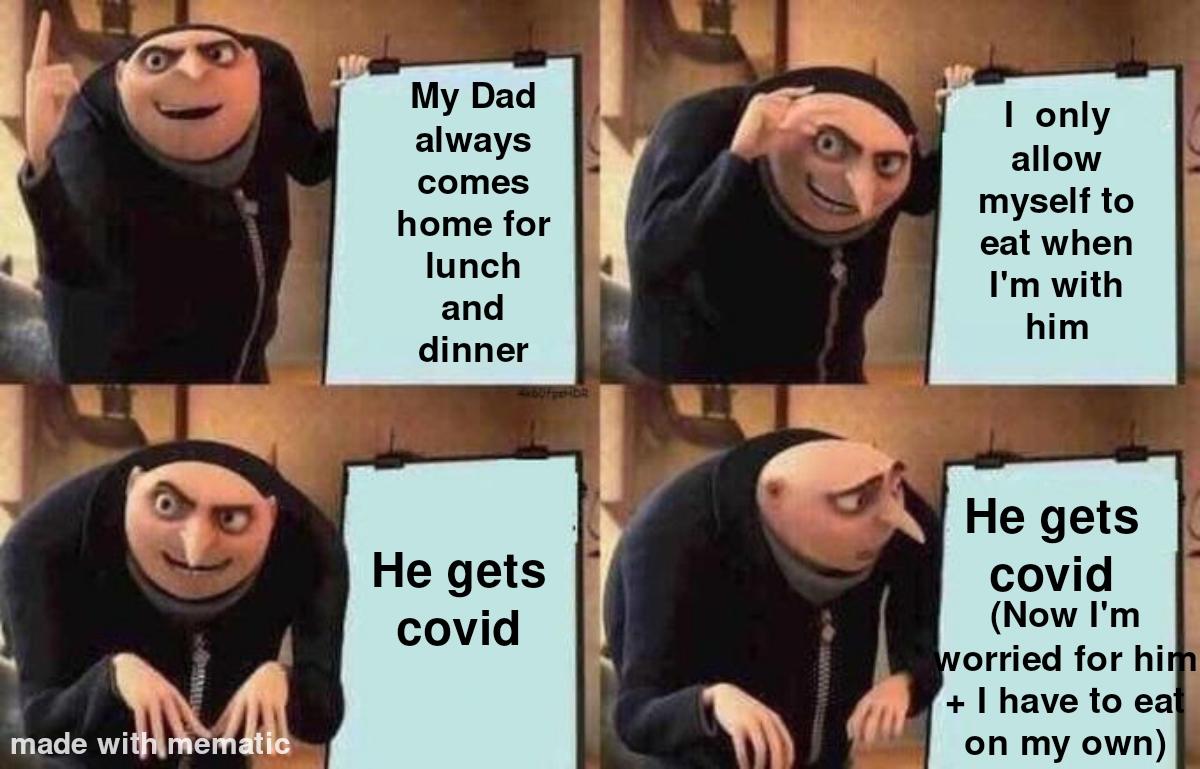 My Dad
always
comes
home for
lunch
and
dinner
I only
allow
myself to
eat when
I'm with
him
He gets
covid
He gets
covid
(Now I'm
worried for him
+ I have to eat
on my own)
made with mematic